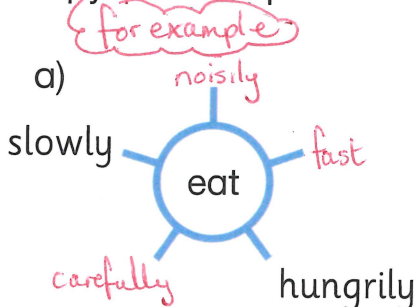 for example
a)
noisily
slowly
fast
eat
carefully
hungrily